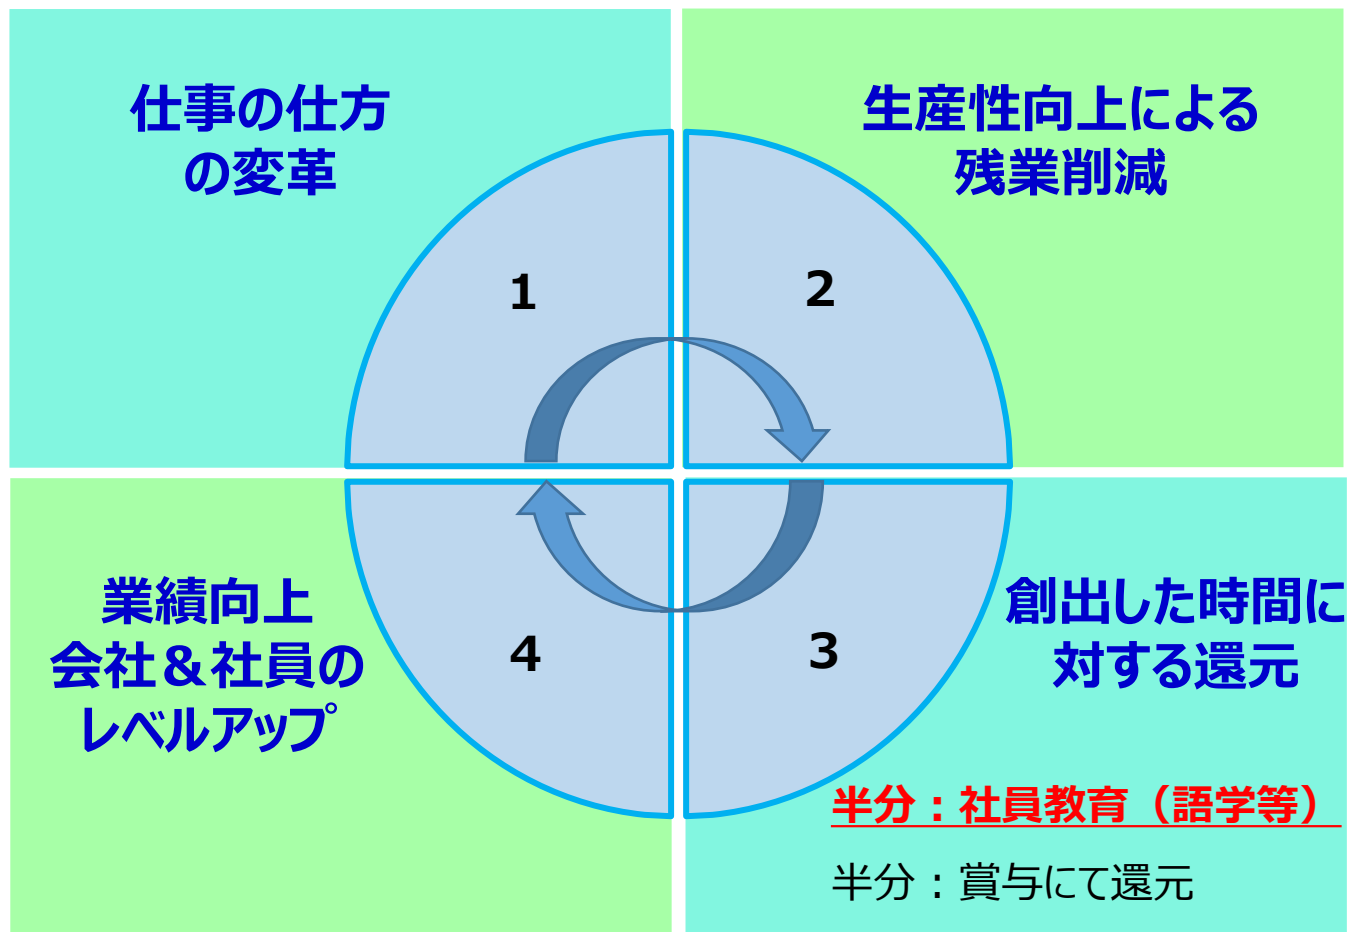 仕事の仕方
の変革
生産性向上による
残業削減
1
2
業績向上
会社＆社員の
レベルアップ
4
3
創出した時間に
対する還元
半分：社員教育（語学等）
半分：賞与にて還元